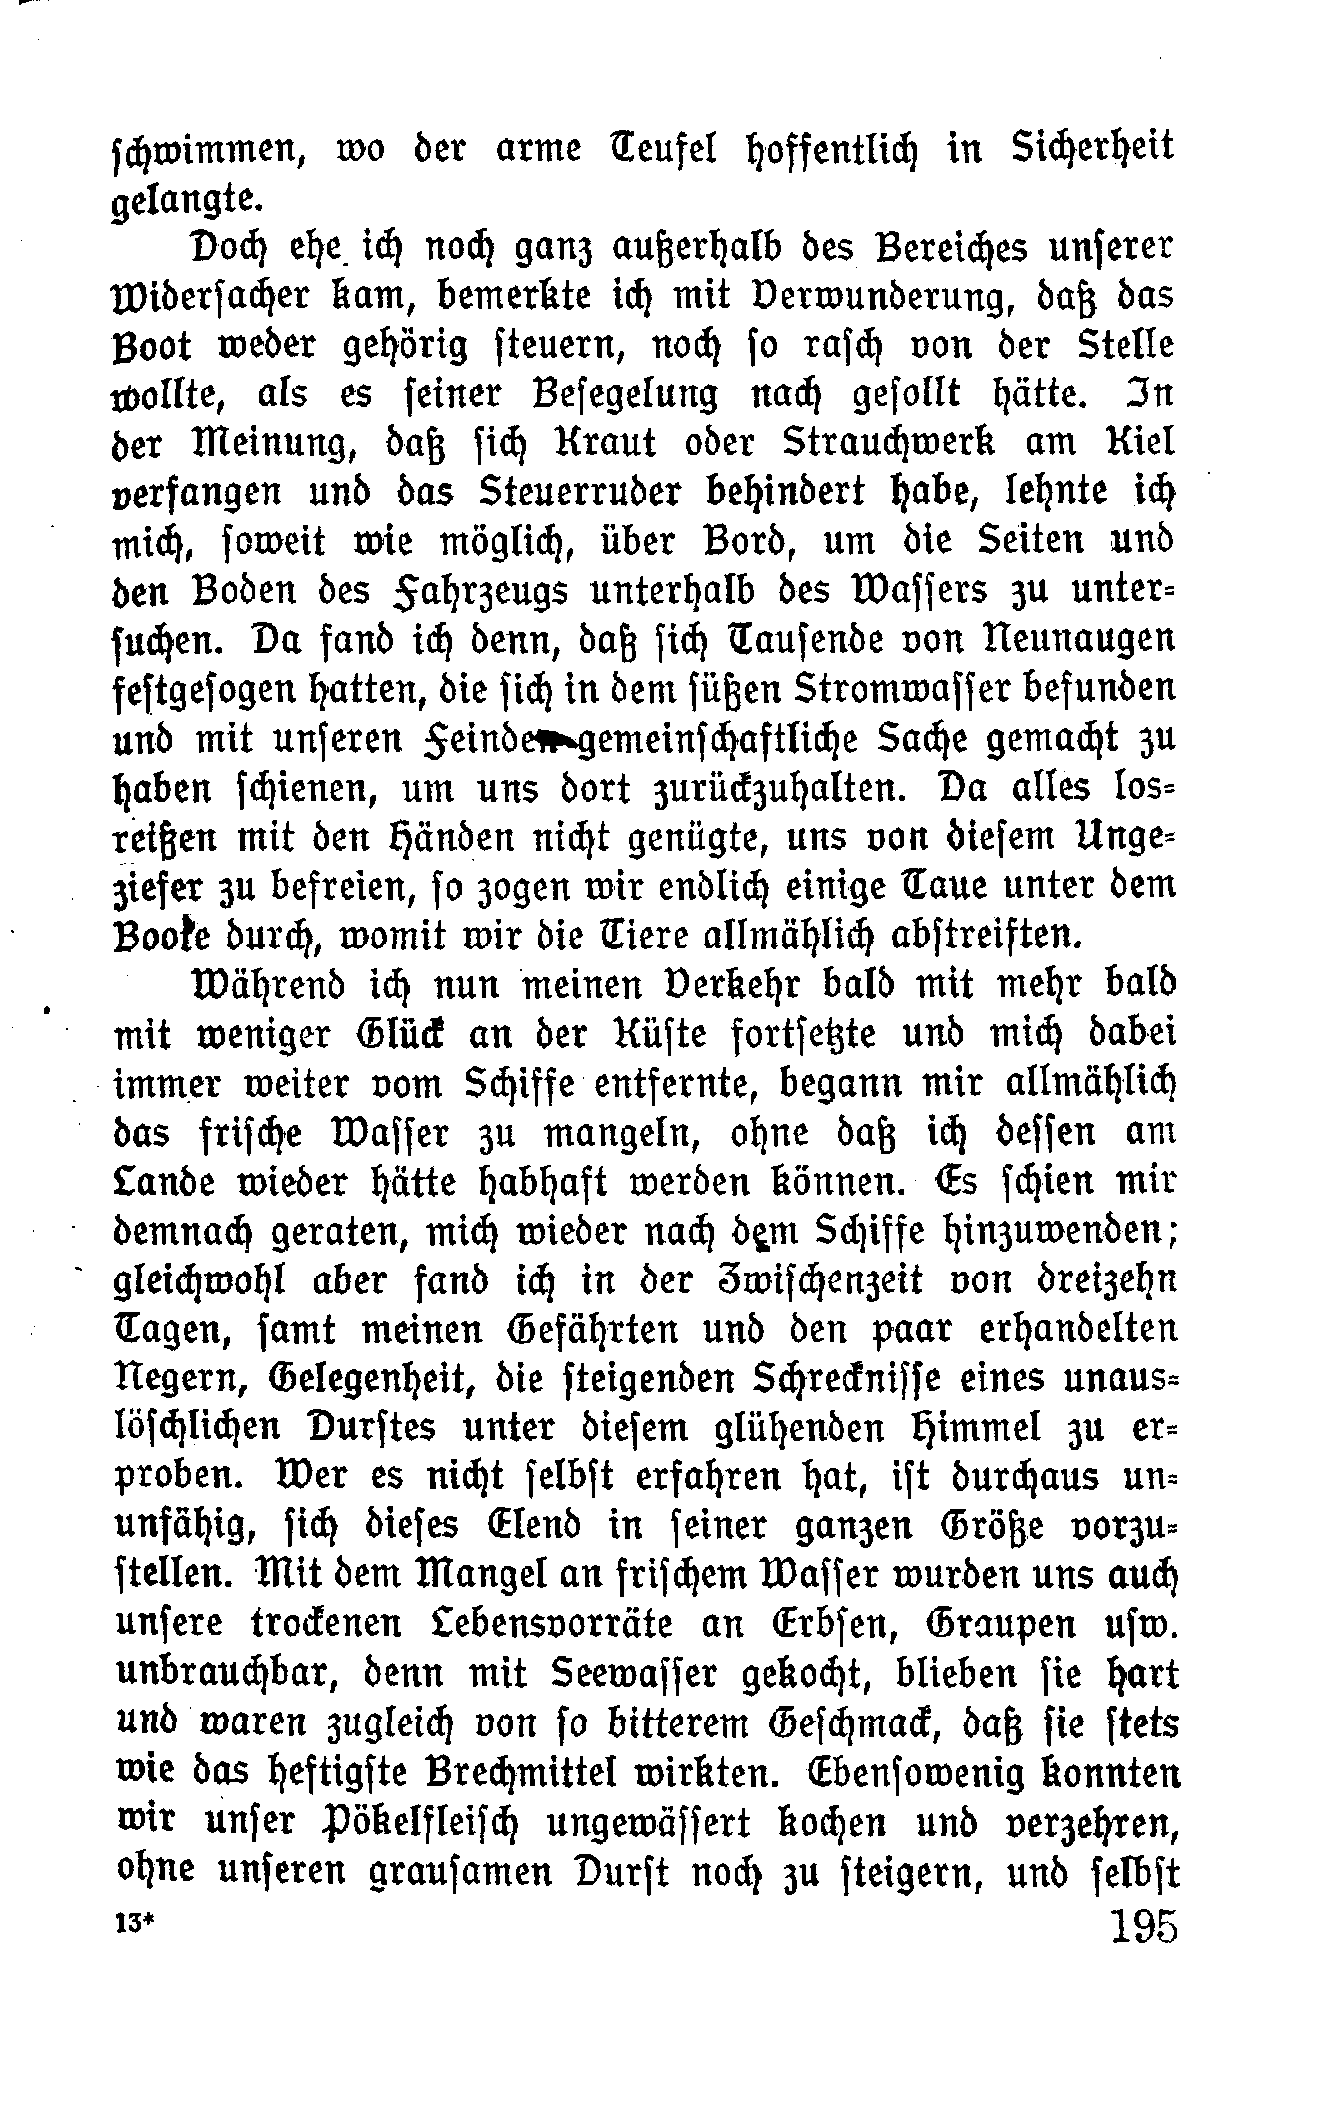 schwimmen, wo der arme Teufel hoffentlich in Sicherheit
gelangte.
Doch ehe ich noch ganz außerhalb des Bereiches unserer
Widersacher kam, bemerkte ich mit Verwunderung, daß das
Boot weder gehörig steuern, noch so rasch von der Stelle
wollte, als es seiner Besegelung nach gesollt hätte. In
der Meinung, daß sich Kraut oder Strauchwerk am Kiel
verfangen und das Steuerruder behindert habe, lehnte ich
mich, soweit wie möglich, über Bord, um die Seiten und
den Boden des Fahrzeugs unterhalb des Wassers zu unter-
suchen. Da fand ich denn, daß sich Tausende von Neunaugen
festgesogen hatten, die sich in dem süßen Stromwasser befunden
und mit unseren Feinden gemeinschaftliche Sache gemacht zu
haben schienen, um uns dort zurückzuhalten. Da alles los-
reißen mit den Händen nicht genügte, uns von diesem Unge-
ziefer zu befreien, so zogen wir endlich einige Taue unter dem
Boote durch, womit wir die Tiere allmählich abstreiften.
Während ich nun meinen Verkehr bald mit mehr bald
mit weniger Glück an der Küste fortsetzte und mich dabei
immer weiter vom Schiffe entfernte, begann mir allmählich
das frische Wasser zu mangeln, ohne daß ich dessen am
Lande wieder hätte habhaft werden können. Es schien mir
demnach geraten, mich wieder nach dem Schiffe hinzuwenden;
gleichwohl aber fand ich in der Zwischenzeit von dreizehn
Tagen, samt meinen Gefährten und den paar erhandelten
Negern, Gelegenheit, die steigenden Schrecknisse eines unaus-
löschlichen Durstes unter diesem glühenden Himmel zu er-
proben. Wer es nicht selbst erfahren hat, ist durchaus un-
unfähig, sich dieses Elend in seiner ganzen Größe vorzu-
stellen. Mit dem Mangel an frischem Wasser wurden uns auch
unsere trockenen Lebensvorräte an Erbsen, Graupen usw.
unbrauchbar, denn mit Seewasser gekocht, blieben sie hart
und waren zugleich von so bitterem Geschmack, daß sie stets
wie das heftigste Brechmittel wirkten. Ebensowenig konnten
wir unser Pökelfleisch ungewässert kochen und verzehren,
ohne unseren grausamen Durst noch zu steigern, und selbst
13* 195